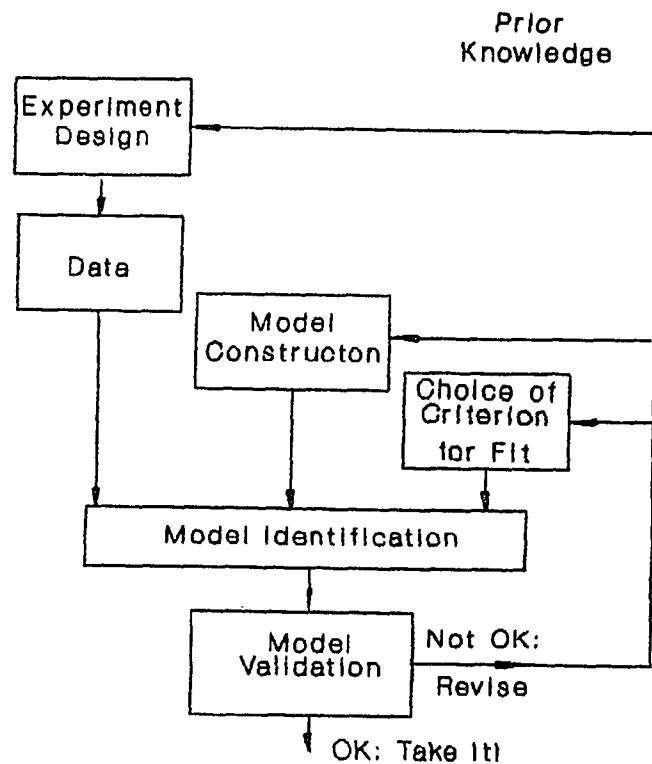 Prior
Knowledge
Experiment
Design
Data
Model
Constructon
Choice of
Criterion
for Fit
Model Identification
Model
Validation
Not OK:
Revise
OK: Take It!